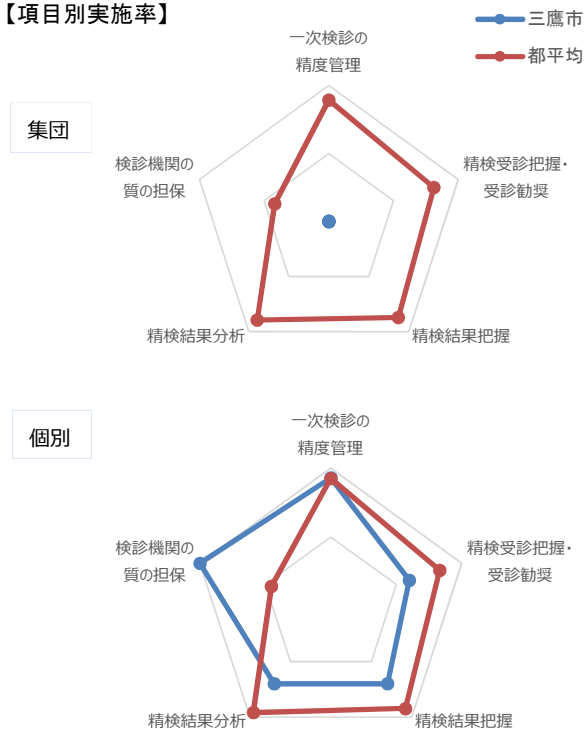 【項目別実施率】
三鷹市
都平均
集団
一次検診の
精度管理
検診機関の
質の担保
精検受診把握・
受診勧奨
精検結果分析
精検結果把握
個別
一次検診の
精度管理
検診機関の
質の担保
精検受診把握・
受診勧奨
精検結果分析
精検結果把握